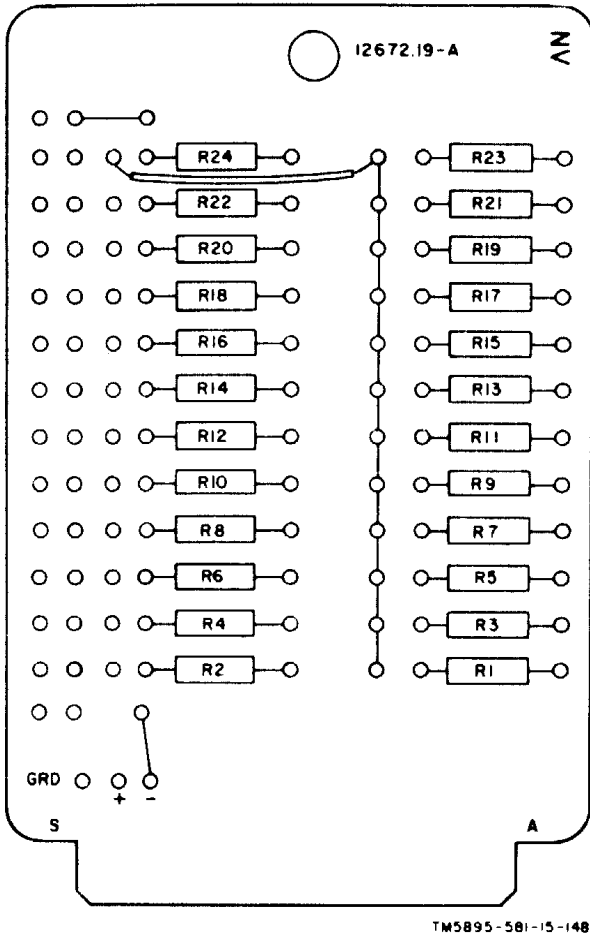 12672.19-A
NV
R24 R23
R22 R21
R20 R19
R18 R17
R16 R15
R14 R13
R12 R11
R10 R9
R8 R7
R6 R5
R4 R3
R2 R1
GRD
+ -
S A
TM5895-581-15-148